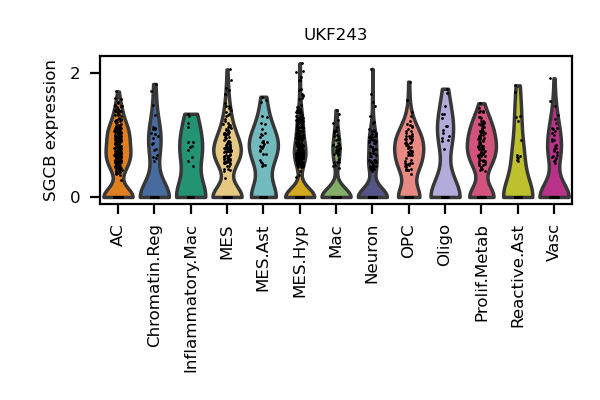 UKF243
SGCB expression
2
0
AC
Chromatin.Reg
Inflammatory.Mac
MES
MES.Ast
MES.Hyp
Mac
Neuron
OPC
Oligo
Prolif.Metab
Reactive.Ast
Vasc